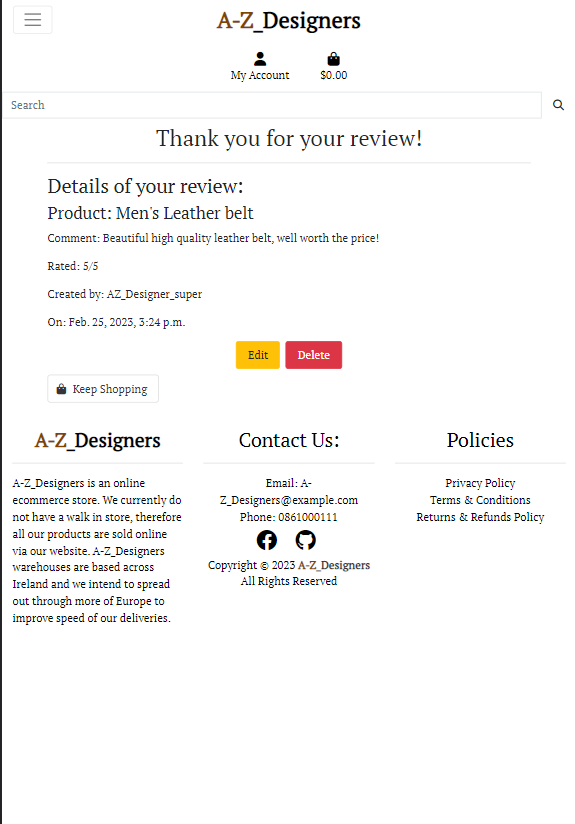 A-Z_Designers
My Account
$0.00
Search
Thank you for your review!
Details of your review:
Product: Men's Leather belt
Comment: Beautiful high quality leather belt, well worth the price!
Rated: 5/5
Created by: AZ_Designer_super
On: Feb. 25, 2023, 3:24 p.m.
Edit
Delete
Keep Shopping
A-Z_Designers
A-Z_Designers is an online
ecommerce store. We currently do
not have a walk in store, therefore
all our products are sold online
via our website. A-Z_Designers
warehouses are based across
Ireland and we intend to spread
out through more of Europe to
improve speed of our deliveries.
Contact Us:
Email: A-
Z_Designers@example.com
Phone: 0861000111
Copyright © 2023 A-Z_Designers
All Rights Reserved
Policies
Privacy Policy
Terms & Conditions
Returns & Refunds Policy